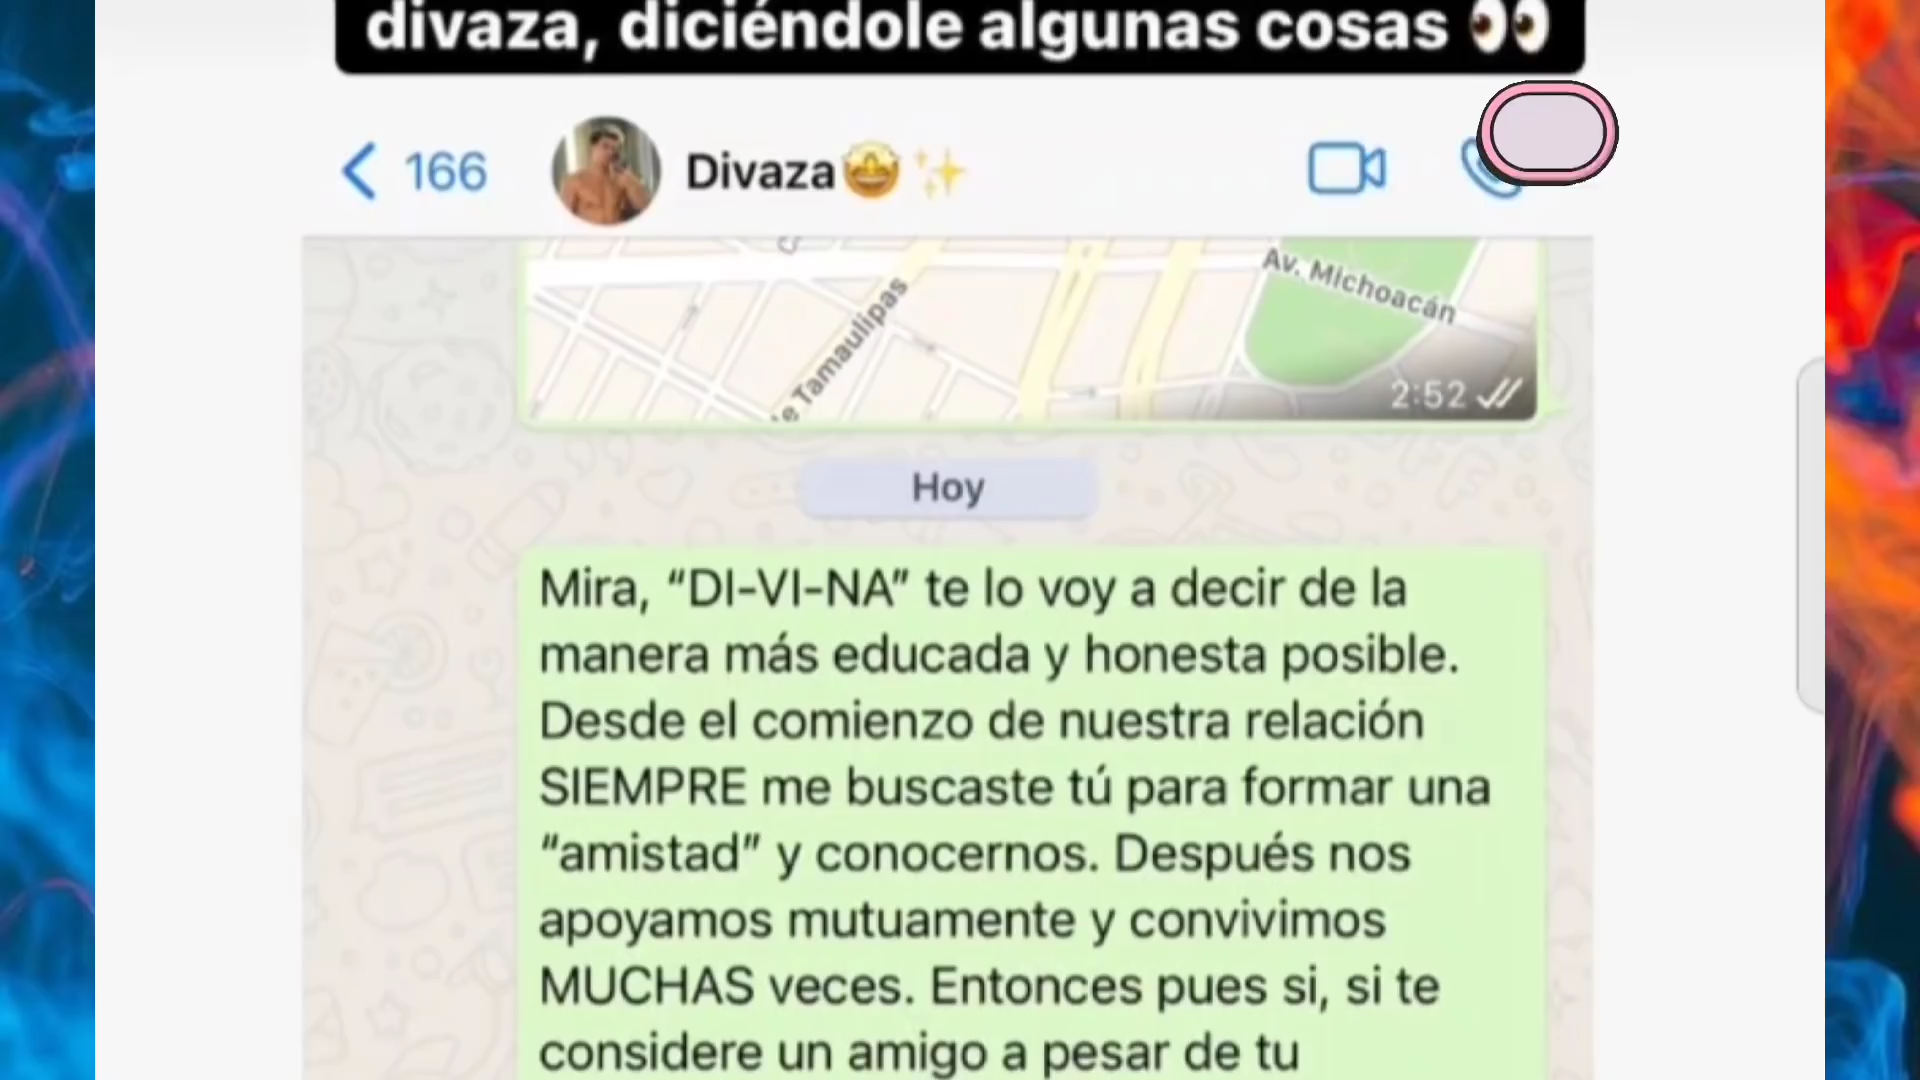 divaza, diciéndole algunas cosas 👀
166
Divaza🤩✨
Av. Michoacán
Tamaulipas
2:52
Hoy
Mira, “DI-VI-NA” te lo voy a decir de la
manera más educada y honesta posible.
Desde el comienzo de nuestra relación
SIEMPRE me buscaste tú para formar una
“amistad” y conocernos. Después nos
apoyamos mutuamente y convivimos
MUCHAS veces. Entonces pues si, si te
considere un amigo a pesar de tu